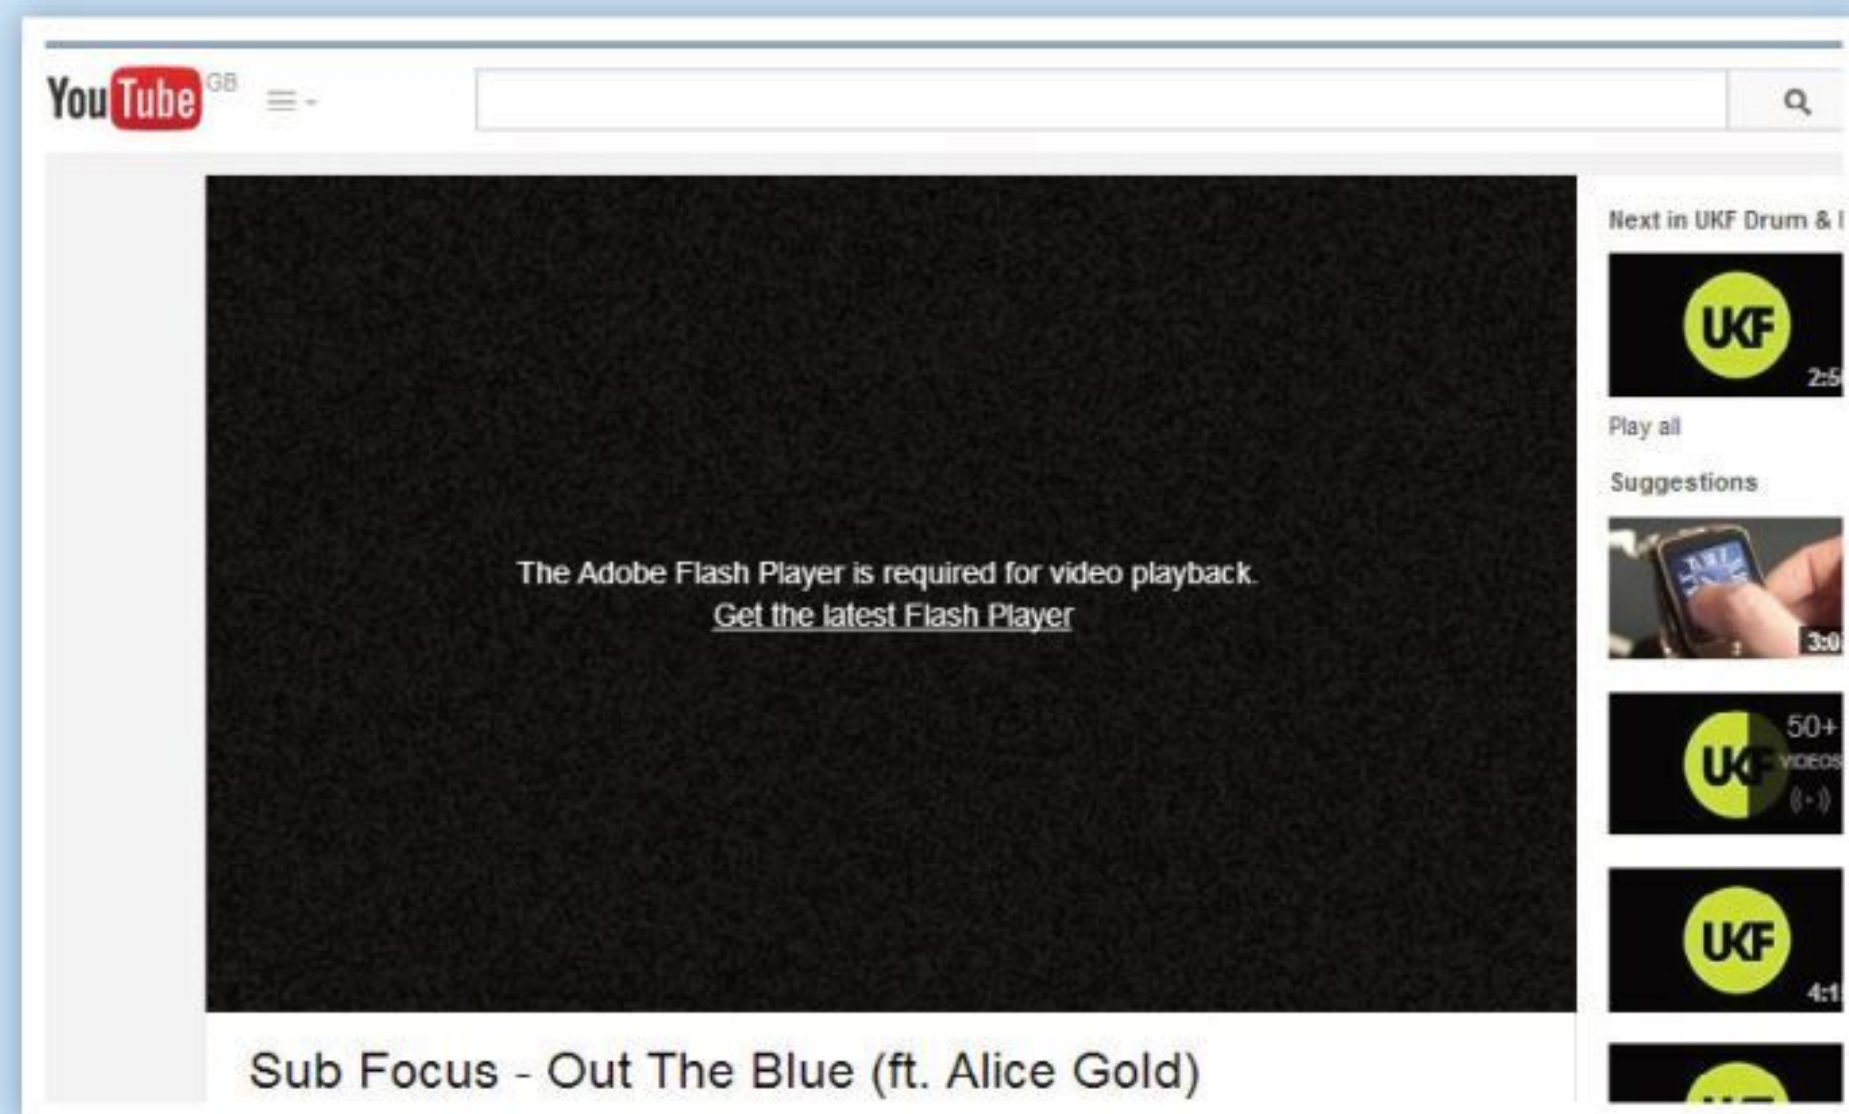 YouTube GB
Next in UKF Drum &
UKF
Play all
Suggestions
The Adobe Flash Player is required for video playback.
Get the latest Flash Player
50+
VIDEOS
UKF
UKF
Sub Focus - Out The Blue (ft. Alice Gold)